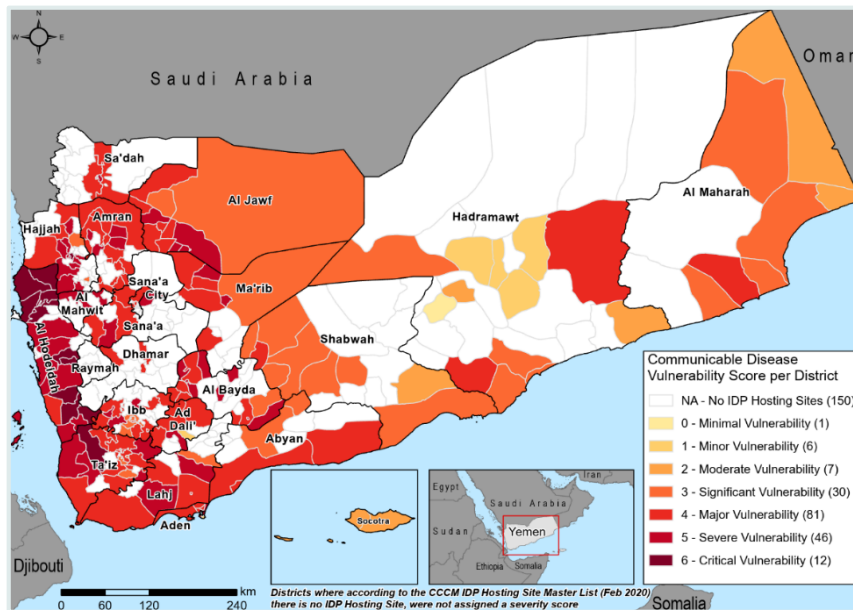 N
W
E
S
Saudi Arabia
Oman
Sa'dah
Al Jawf
Al Maharah
Hadramawt
Hajjah
Amran
Ma'rib
Sana'a
City
Al
Mahwit
Sana'a
Shabwah
Al Hodeidah
Dhamar
Raymah
Al Bayda
Ibb
Ad
Dali'
Abyan
Ta'iz
Lahj
Aden
Socotra
Djibouti
Somalia
Egypt
Iran
Saudi Arabia
Sudan
Yemen
Ethiopia
Somalia
Communicable Disease
Vulnerability Score per District
NA - No IDP Hosting Sites (150)
0 - Minimal Vulnerability (1)
1 - Minor Vulnerability (6)
2 - Moderate Vulnerability (7)
3 - Significant Vulnerability (30)
4 - Major Vulnerability (81)
5 - Severe Vulnerability (46)
6 - Critical Vulnerability (12)
km
0 60 120 240
Districts where according to the CCCM IDP Hosting Site Master List (Feb 2020)
there is no IDP Hosting Site, were not assigned a severity score